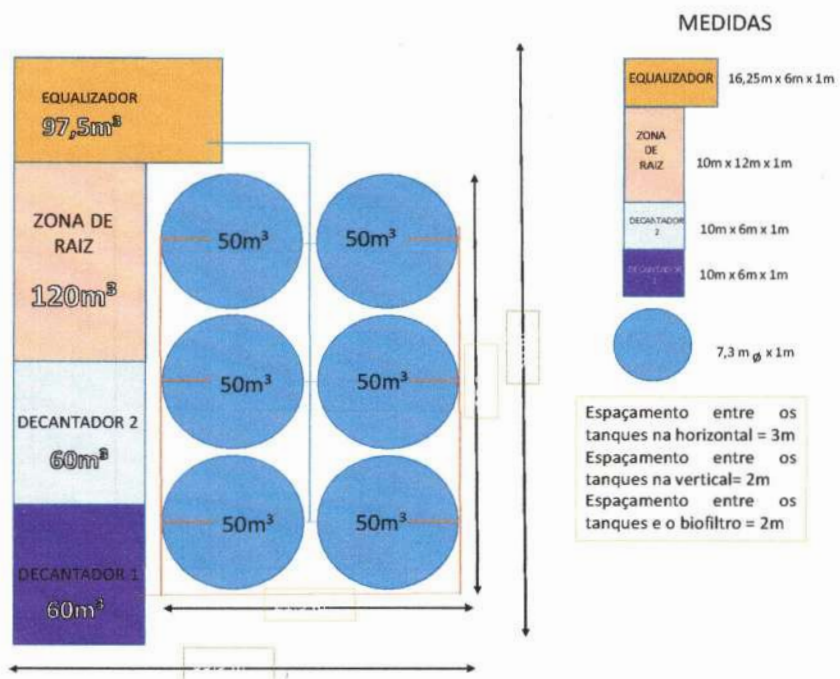 MEDIDAS
EQUALIZADOR
97,5m³
ZONA DE
RAIZ
120m³
DECANTADOR 2
60m³
DECANTADOR 1
60m³
50m³
50m³
50m³
50m³
50m³
50m³
EQUALIZADOR
16,25m x 6m x 1m
ZONA
DE
RAIZ
10m x 12m x 1m
DECANTADOR
2
10m x 6m x 1m
DECANTADOR
10m x 6m x 1m
7,3 m ø x 1m
Espaçamento entre os
tanques na horizontal = 3m
Espaçamento entre os
tanques na vertical= 2m
Espaçamento entre os
tanques e o biofiltro = 2m